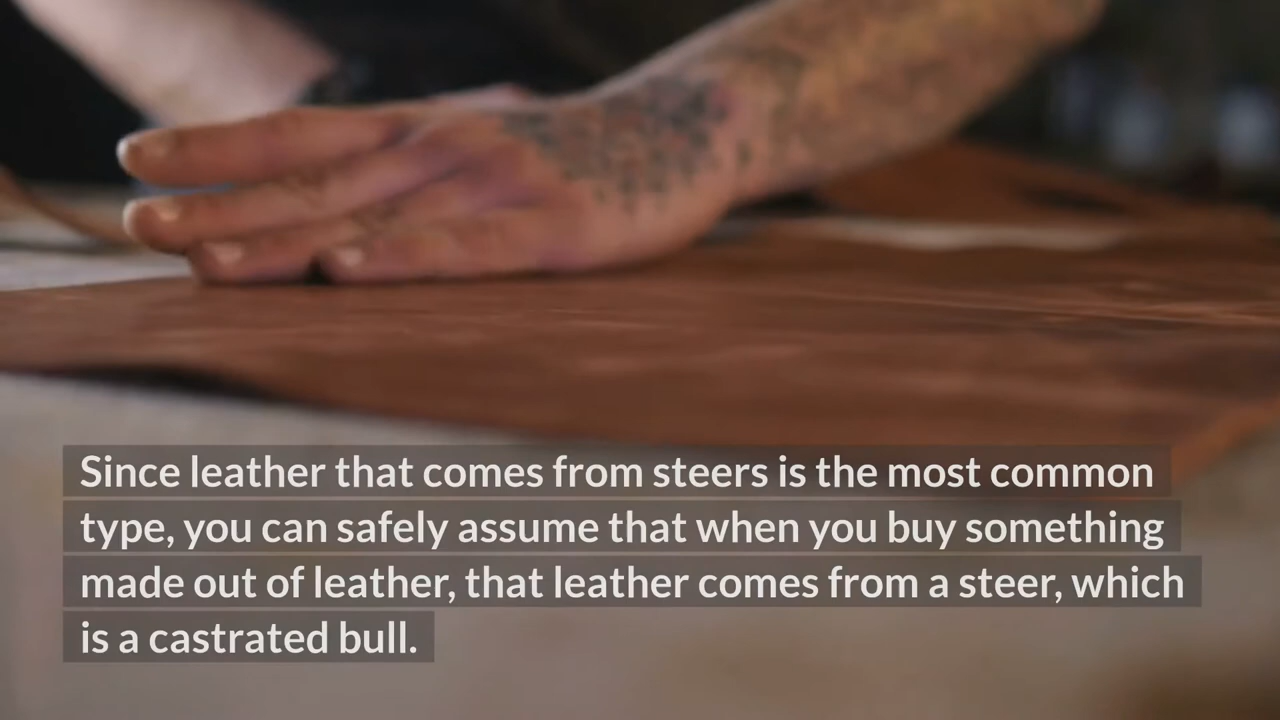 Since leather that comes from steers is the most common
type, you can safely assume that when you buy something
made out of leather, that leather comes from a steer, which
is a castrated bull.